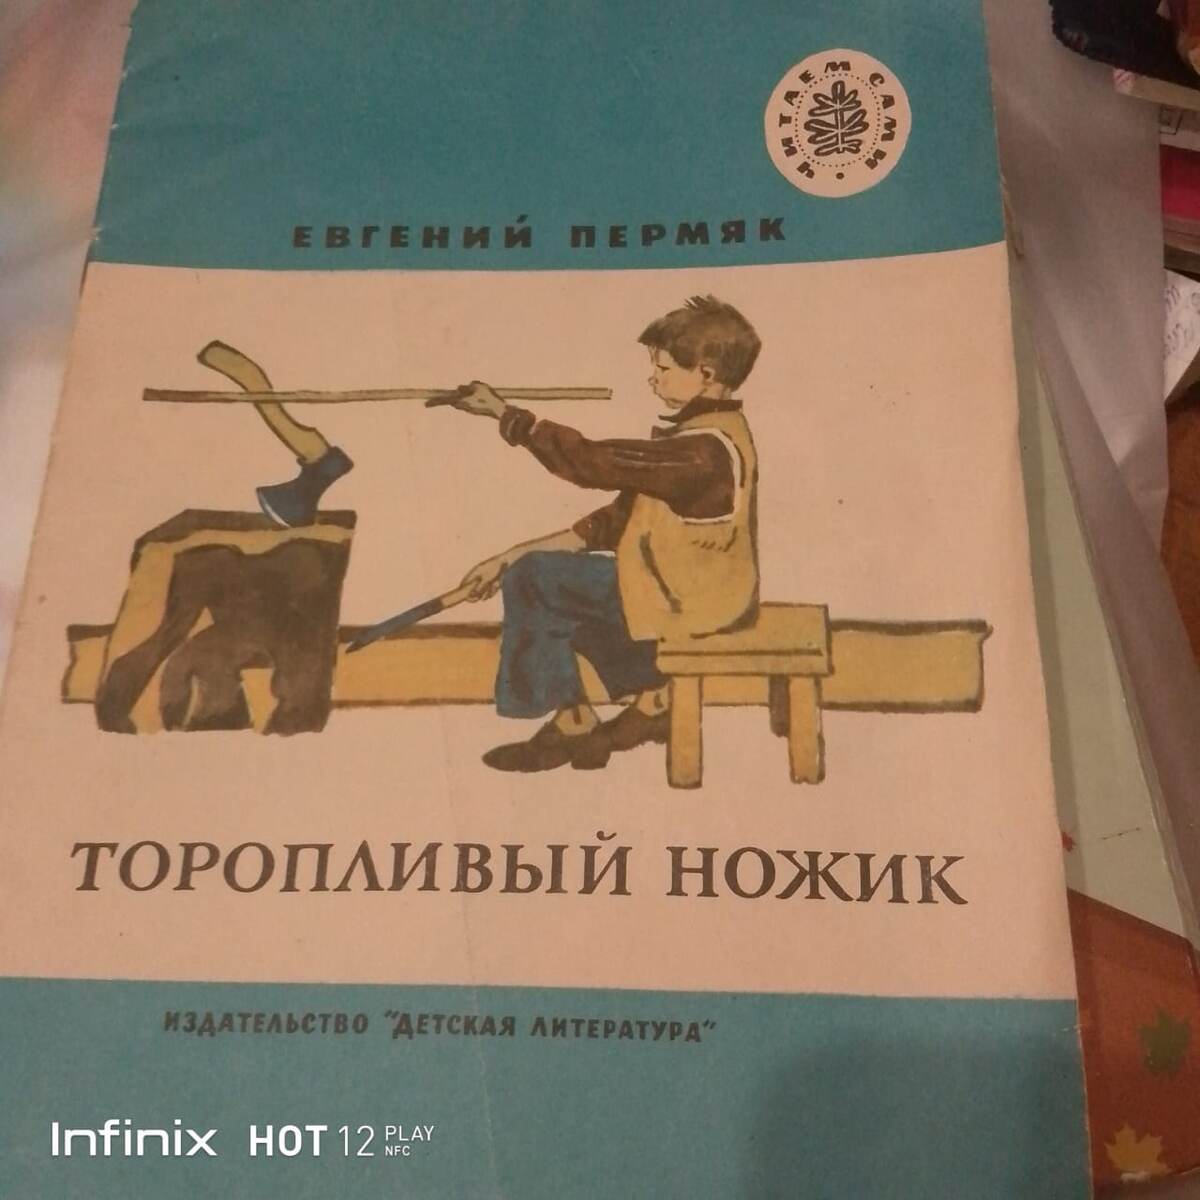 ЧИТАЕМ САМИ
ЕВГЕНИЙ ПЕРМЯК
ТОРОПЛИВЫЙ НОЖИК
ИЗДАТЕЛЬСТВО "ДЕТСКАЯ ЛИТЕРАТУРА"
Infinix HOT 12 PLAY
NFC